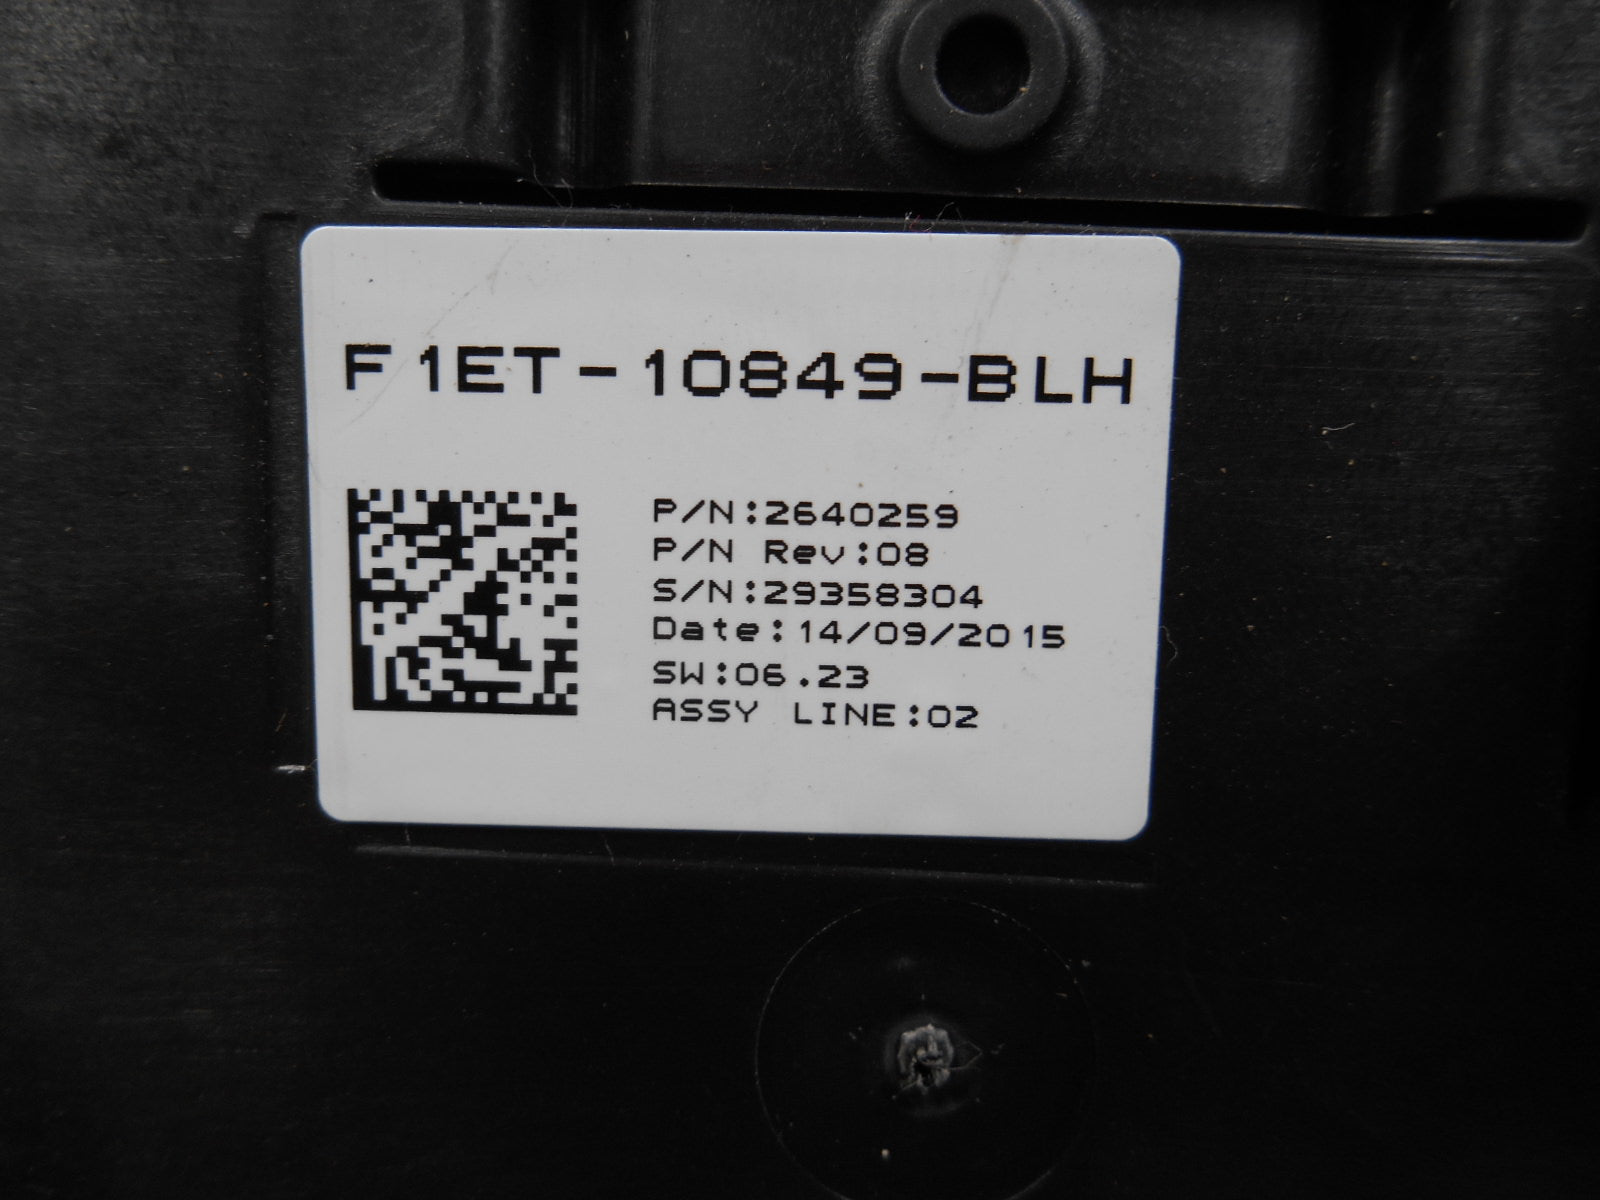 F1ET-10849-BLH
P/N:2640259
P/N Rev:08
S/N:29358304
Date:14/09/2015
SW:06.23
ASSY LINE:02